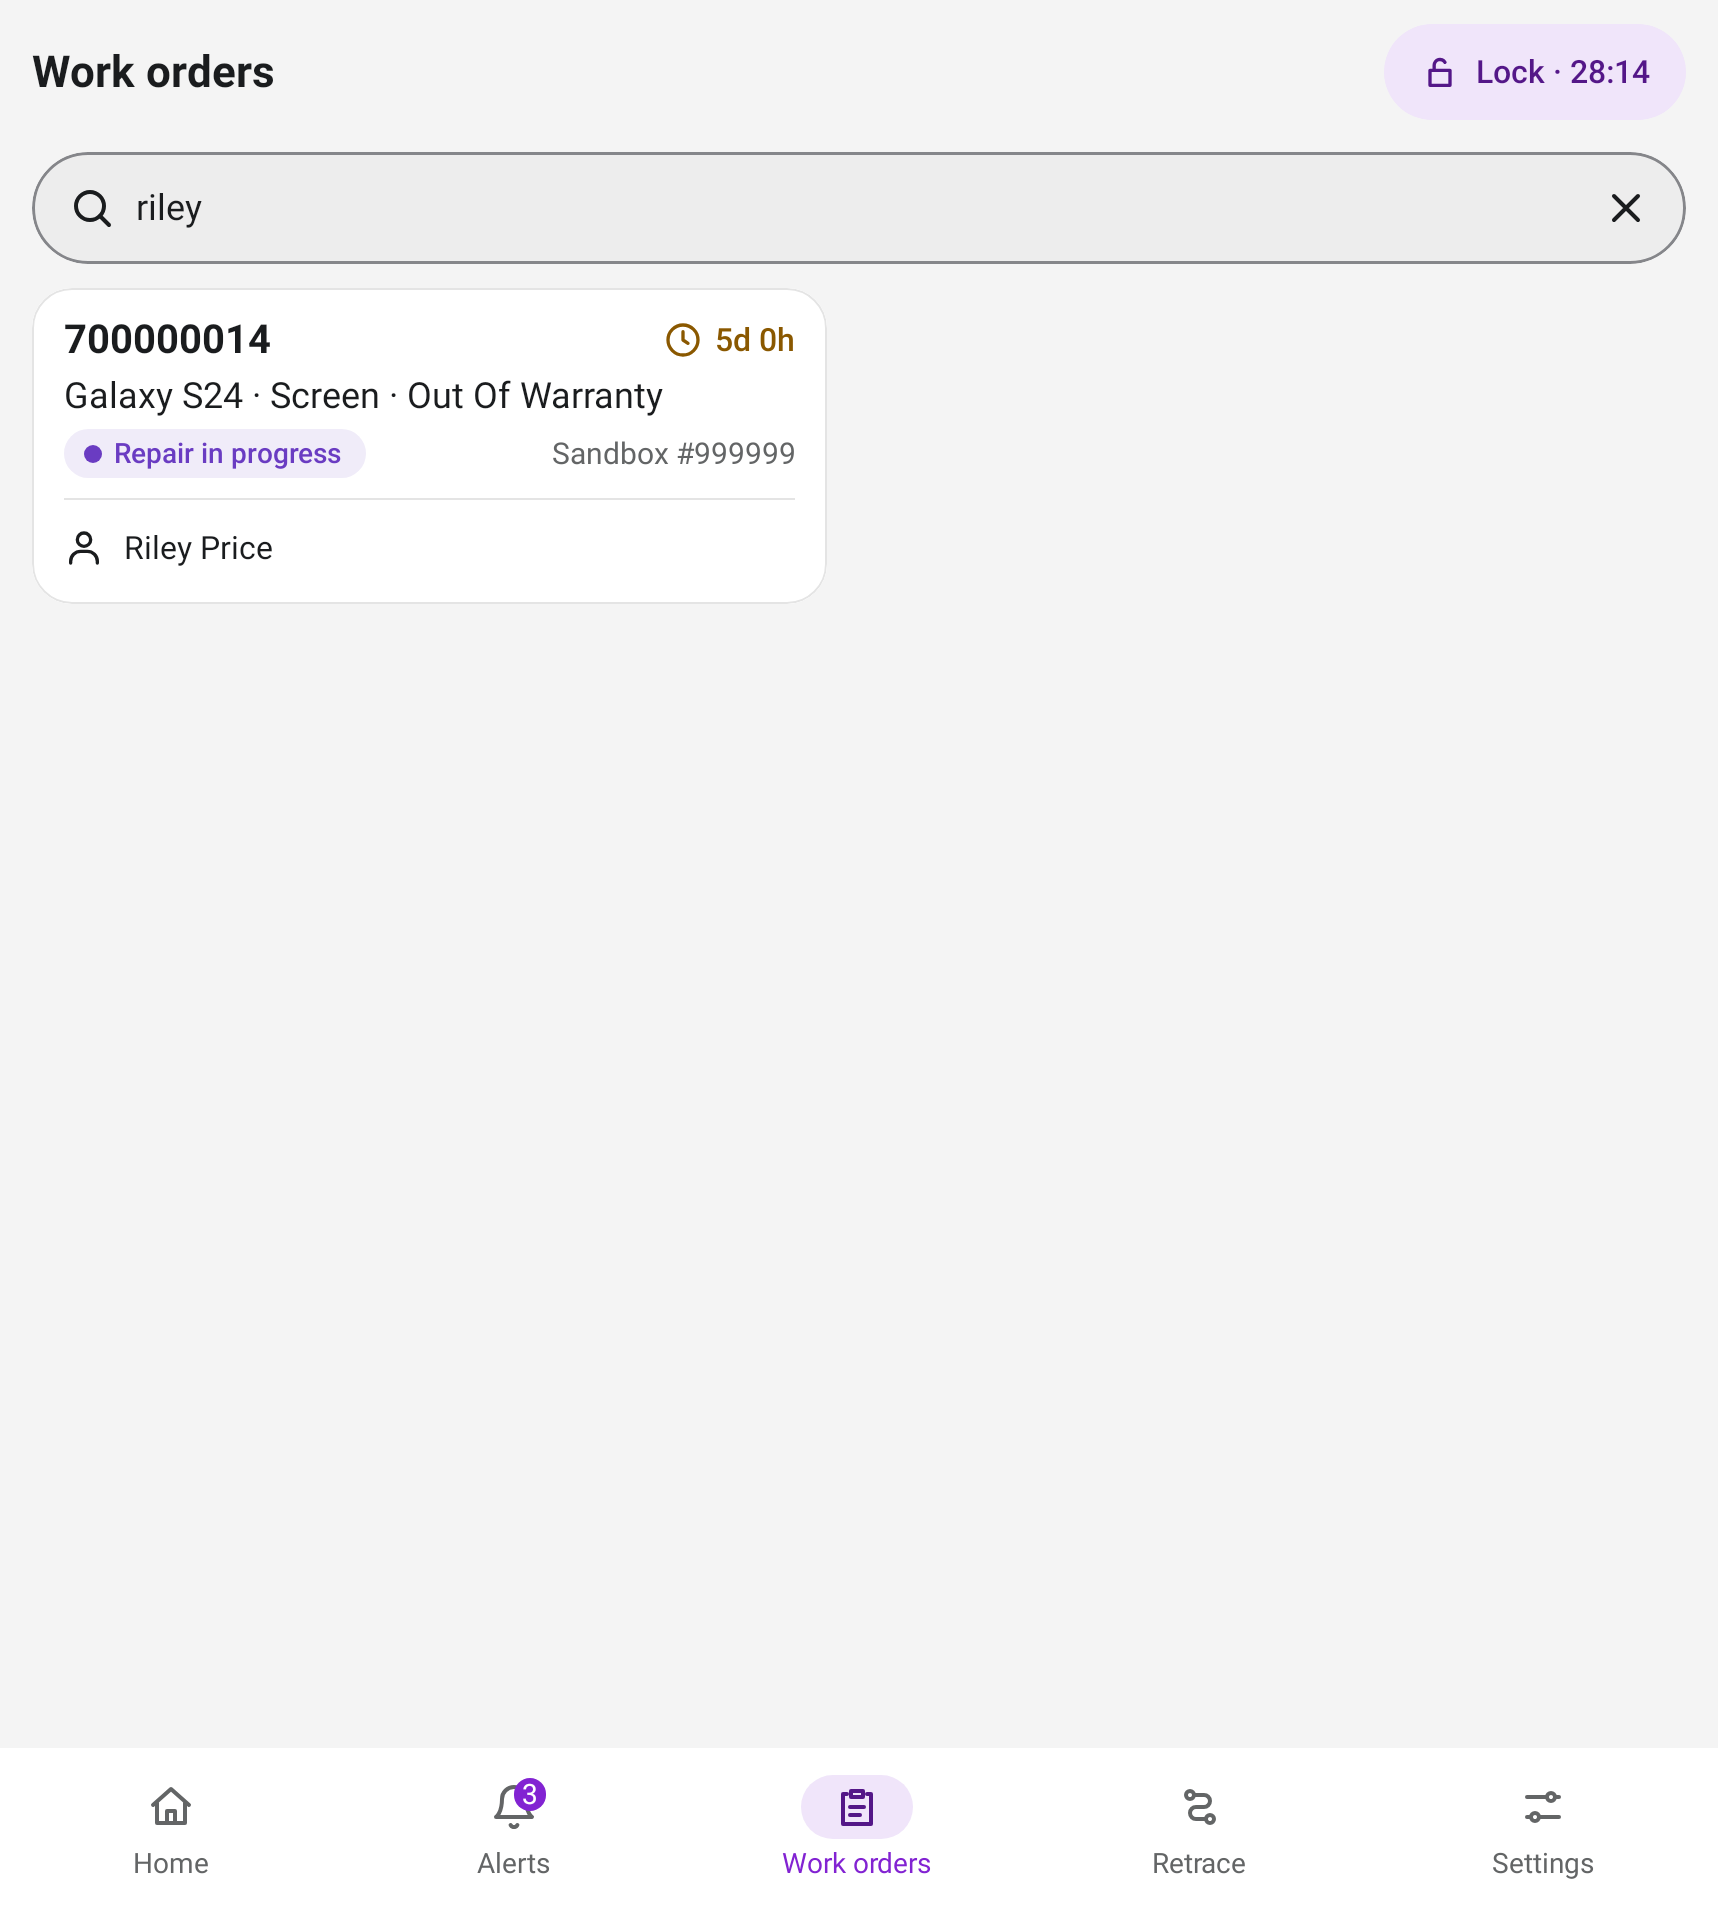 Work orders
Lock · 28:14
riley
700000014
5d 0h
Galaxy S24 · Screen · Out Of Warranty
Repair in progress
Sandbox #999999
Riley Price
3
Home
Alerts
Work orders
Retrace
Settings